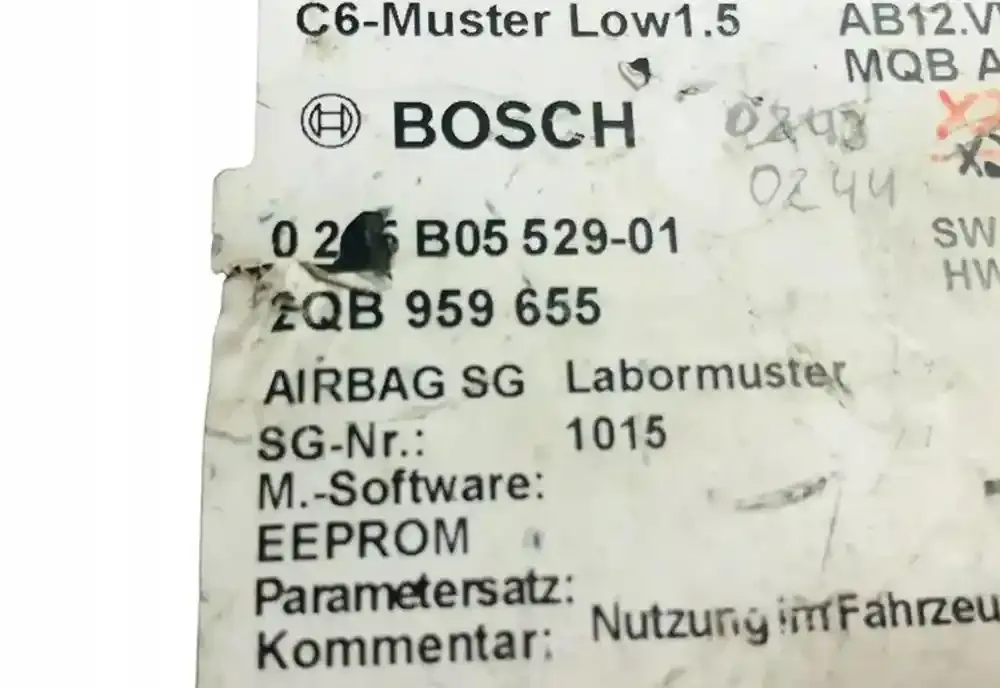 C6-Muster Low1.5 AB12.V
MQB A
BOSCH 0243
0244
B05 529-01
SW
2QB 959 655
HW
AIRBAG SG Labormuster
SG-Nr.: 1015
M.-Software:
EEPROM
Parametersatz:
Kommentar: Nutzung im Fahrzeu